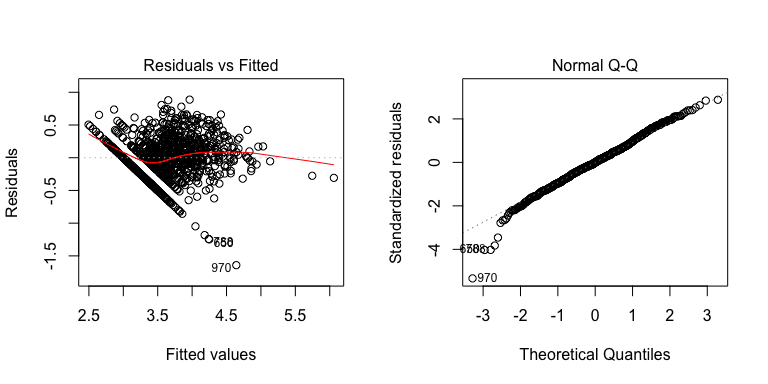 Residuals vs Fitted
Residuals
0.5
-0.5
-1.5
970
2.5 3.5 4.5 5.5
Fitted values
Normal Q-Q
Standardized residuals
2
0
-2
-4
970
-3 -2 -1 0 1 2 3
Theoretical Quantiles